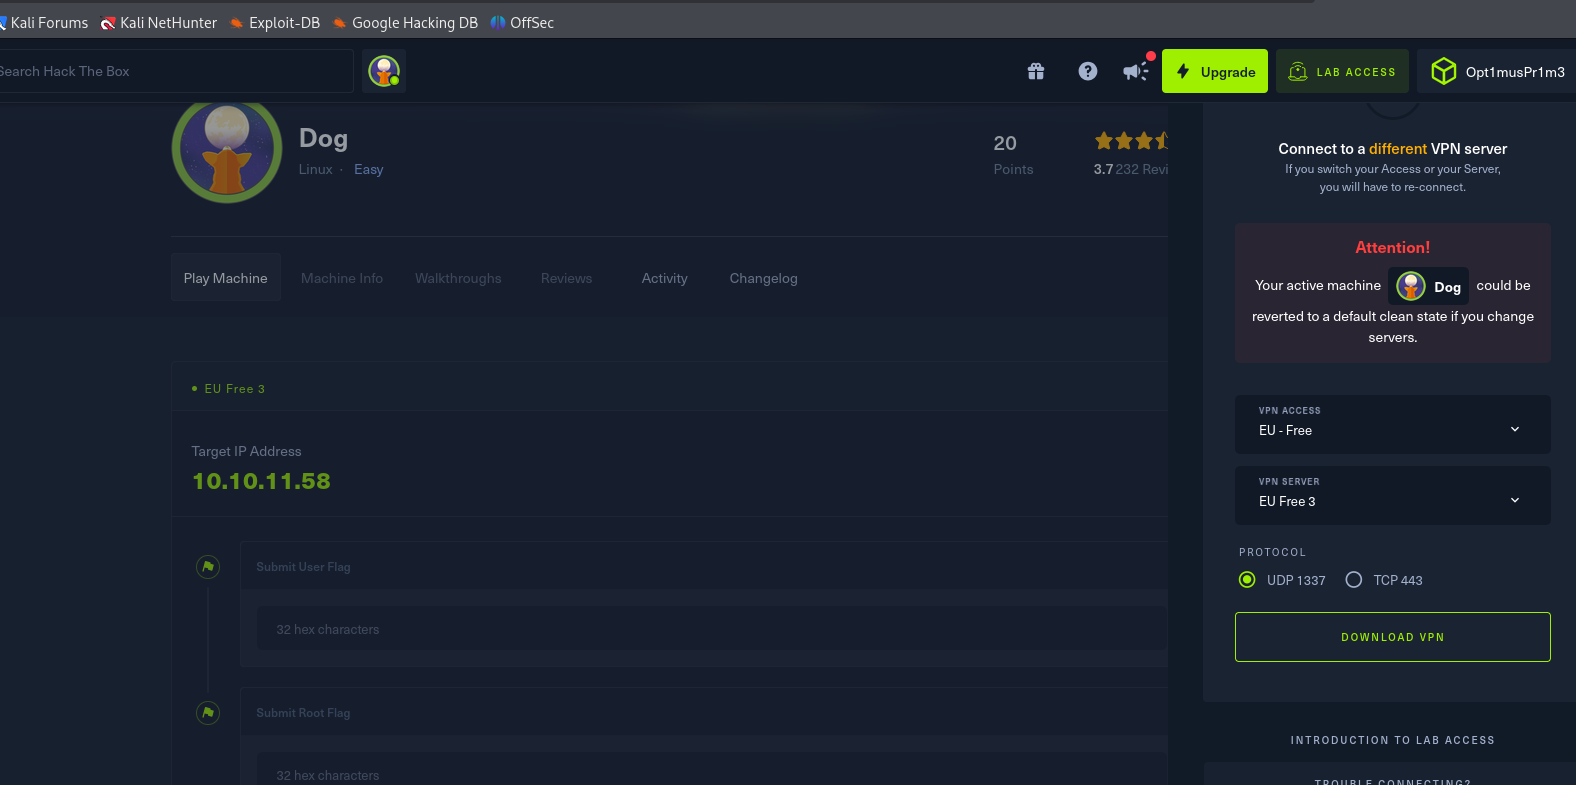 Kali Forums Kali NetHunter Exploit-DB Google Hacking DB OffSec
Search Hack The Box
Upgrade
LAB ACCESS
Opt1musPr1m3
Dog
Linux · Easy
20
Points
3.7 232 Revi
Play Machine
Machine Info
Walkthroughs
Reviews
Activity
Changelog
EU Free 3
Target IP Address
10.10.11.58
Submit User Flag
32 hex characters
Submit Root Flag
32 hex characters
Connect to a different VPN server
If you switch your Access or your Server,
you will have to re-connect.
Attention!
Your active machine Dog could be
reverted to a default clean state if you change
servers.
VPN ACCESS
EU - Free
VPN SERVER
EU Free 3
PROTOCOL
UDP 1337 TCP 443
DOWNLOAD VPN
INTRODUCTION TO LAB ACCESS
TROUBLE CONNECTING?